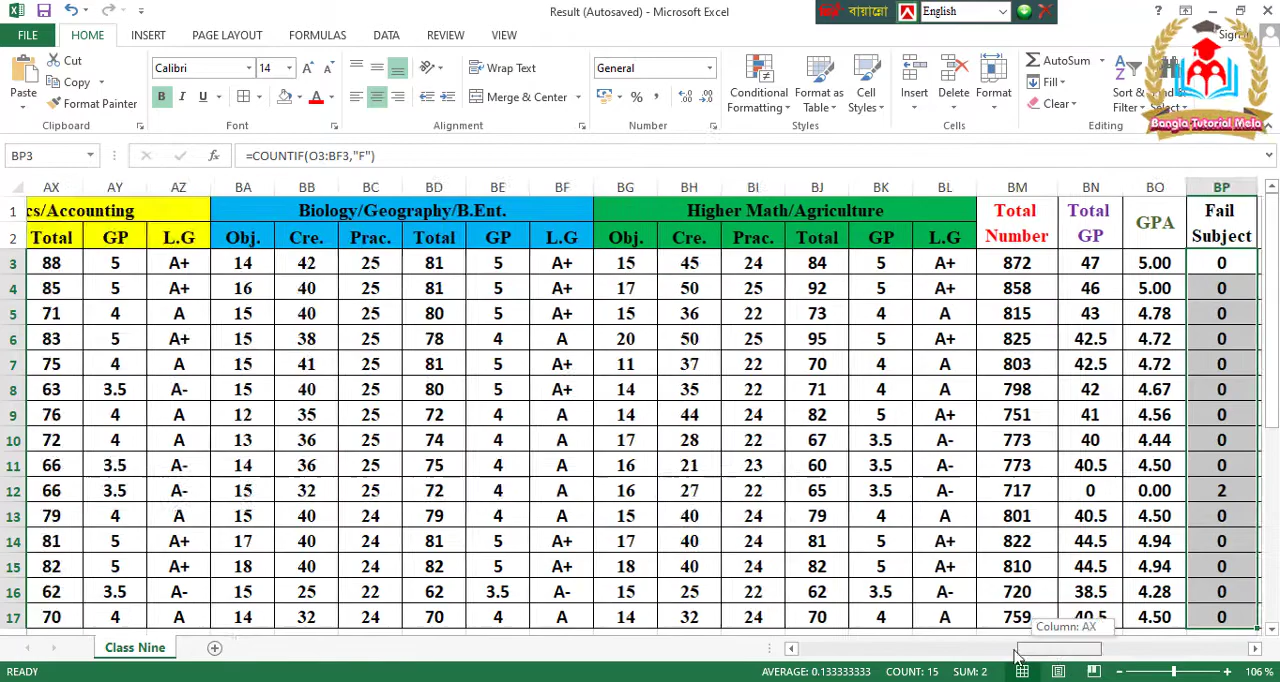 Result (Autosaved) - Microsoft Excel
বায়ান্নো English
FILE HOME INSERT PAGE LAYOUT FORMULAS DATA REVIEW VIEW Sign
Paste Cut Copy Format Painter
Calibri 14
B I U
Wrap Text
Merge & Center
General
Conditional Formatting Format as Table Cell Styles
Insert Delete Format
AutoSum Fill Clear
Sort & Filter Select
Bangla Tutorial Mela
Clipboard Font Alignment Number Styles Cells Editing
BP3 =COUNTIF(O3:BF3,"F")
AX AY AZ BA BB BC BD BE BF BG BH BI BJ BK BL BM BN BO BP
1 cs/Accounting Biology/Geography/B.Ent. Higher Math/Agriculture Total Number Total GP GPA Fail Subject
2 Total GP L.G Obj. Cre. Prac. Total GP L.G Obj. Cre. Prac. Total GP L.G
3 88 5 A+ 14 42 25 81 5 A+ 15 45 24 84 5 A+ 872 47 5.00 0
4 85 5 A+ 16 40 25 81 5 A+ 17 50 25 92 5 A+ 858 46 5.00 0
5 71 4 A 15 40 25 80 5 A+ 15 36 22 73 4 A 815 43 4.78 0
6 83 5 A+ 15 38 25 78 4 A 20 50 25 95 5 A+ 825 42.5 4.72 0
7 75 4 A 15 41 25 81 5 A+ 11 37 22 70 4 A 803 42.5 4.72 0
8 63 3.5 A- 15 40 25 80 5 A+ 14 35 22 71 4 A 798 42 4.67 0
9 76 4 A 12 35 25 72 4 A 14 44 24 82 5 A+ 751 41 4.56 0
10 72 4 A 13 36 25 74 4 A 17 28 22 67 3.5 A- 773 40 4.44 0
11 66 3.5 A- 14 36 25 75 4 A 16 21 23 60 3.5 A- 773 40.5 4.50 0
12 66 3.5 A- 15 32 25 72 4 A 16 27 22 65 3.5 A- 717 0 0.00 2
13 79 4 A 15 40 24 79 4 A 15 40 24 79 4 A 801 40.5 4.50 0
14 81 5 A+ 17 40 24 81 5 A+ 17 40 24 81 5 A+ 822 44.5 4.94 0
15 82 5 A+ 18 40 24 82 5 A+ 18 40 24 82 5 A+ 810 44.5 4.94 0
16 62 3.5 A- 15 25 22 62 3.5 A- 15 25 22 62 3.5 A- 720 38.5 4.28 0
17 70 4 A 14 32 24 70 4 A 14 32 24 70 4 A 759 40.5 4.50 0
Column: AX
Class Nine
READY AVERAGE: 0.133333333 COUNT: 15 SUM: 2 106 %